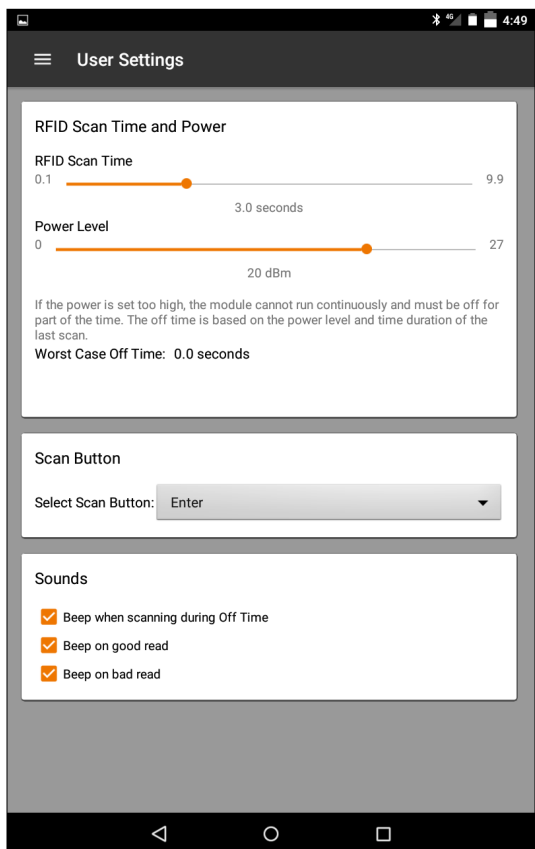 4G 4:49
User Settings
RFID Scan Time and Power
RFID Scan Time
0.1 9.9
3.0 seconds
Power Level
0 27
20 dBm
If the power is set too high, the module cannot run continuously and must be off for
part of the time. The off time is based on the power level and time duration of the
last scan.
Worst Case Off Time: 0.0 seconds
Scan Button
Select Scan Button: Enter
Sounds
Beep when scanning during Off Time
Beep on good read
Beep on bad read